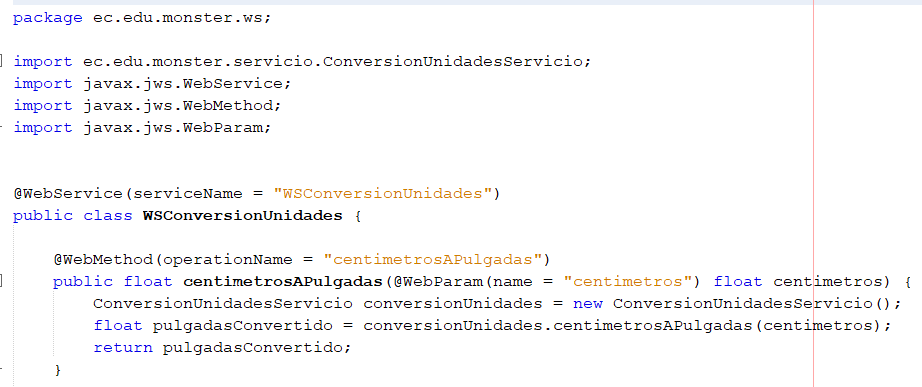 package ec.edu.monster.ws;
import ec.edu.monster.servicio.ConversionUnidadesServicio;
import javax.jws.WebService;
import javax.jws.WebMethod;
import javax.jws.WebParam;
@WebService(serviceName = "WSConversionUnidades")
public class WSConversionUnidades {
@WebMethod(operationName = "centimetrosAPulgadas")
public float centimetrosAPulgadas(@WebParam(name = "centimetros") float centimetros) {
ConversionUnidadesServicio conversionUnidades = new ConversionUnidadesServicio();
float pulgadasConvertido = conversionUnidades.centimetrosAPulgadas(centimetros);
return pulgadasConvertido;
}